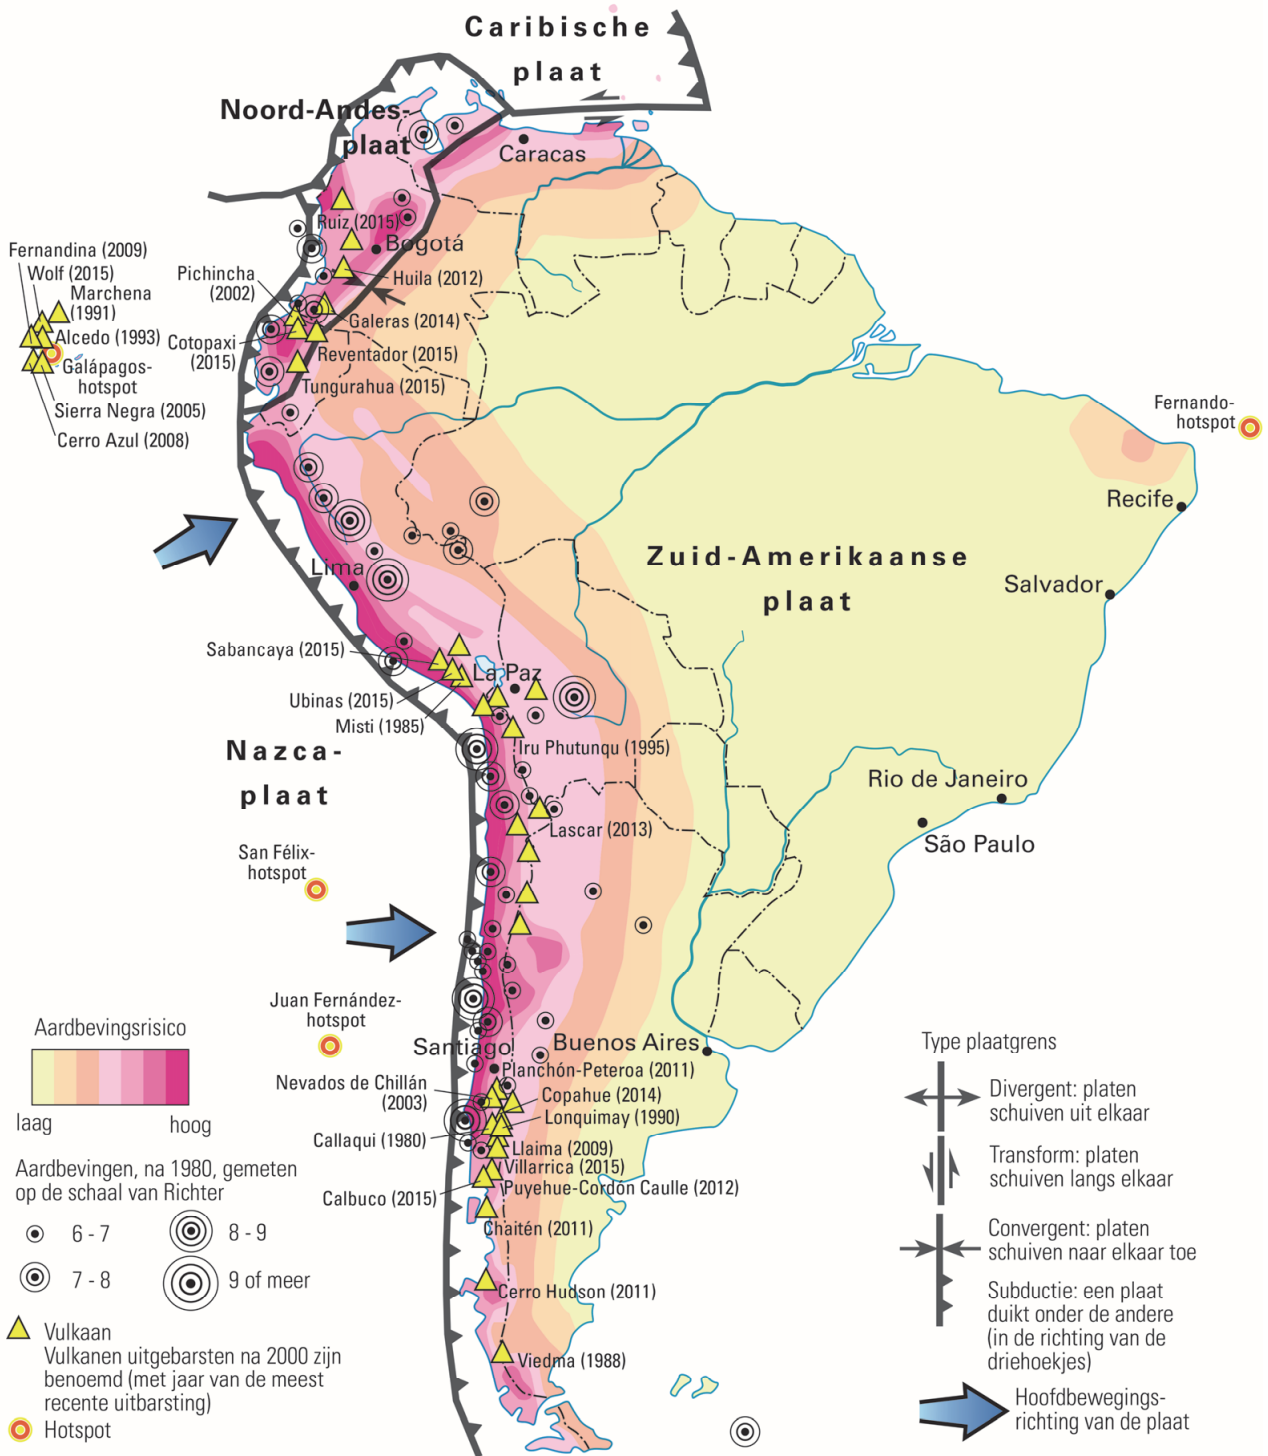 Caribische
plaat
Noord-Andes-
plaat
Caracas
Ruiz (2015)
Bogotá
Fernandina (2009)
Wolf (2015)
Marchena
(1991)
Pichincha
(2002)
Huila (2012)
Galeras (2014)
Alcedo (1993)
Cotopaxi
(2015)
Reventador (2015)
Galápagos-
hotspot
Tungurahua (2015)
Sierra Negra (2005)
Cerro Azul (2008)
Fernando-
hotspot
Recife
Zuid-Amerikaanse
plaat
Lima
Salvador
Sabancaya (2015)
La Paz
Ubinas (2015)
Misti (1985)
Nazca-
plaat
Iru Phutunqu (1995)
Rio de Janeiro
Lascar (2013)
São Paulo
San Félix-
hotspot
Juan Fernández-
hotspot
Santiago
Buenos Aires
Planchón-Peteroa (2011)
Nevados de Chillán
(2003)
Copahue (2014)
Lonquimay (1990)
Callaqui (1980)
Llaima (2009)
Villarrica (2015)
Puyehue-Cordón Caulle (2012)
Calbuco (2015)
Chaitén (2011)
Cerro Hudson (2011)
Viedma (1988)
Aardbevingsrisico
laag hoog
Aardbevingen, na 1980, gemeten
op de schaal van Richter
6 - 7 8 - 9
7 - 8 9 of meer
Vulkaan
Vulkanen uitgebarsten na 2000 zijn
benoemd (met jaar van de meest
recente uitbarsting)
Hotspot
Type plaatgrens
Divergent: platen
schuiven uit elkaar
Transform: platen
schuiven langs elkaar
Convergent: platen
schuiven naar elkaar toe
Subductie: een plaat
duikt onder de andere
(in de richting van de
driehoekjes)
Hoofdbewegings-
richting van de plaat